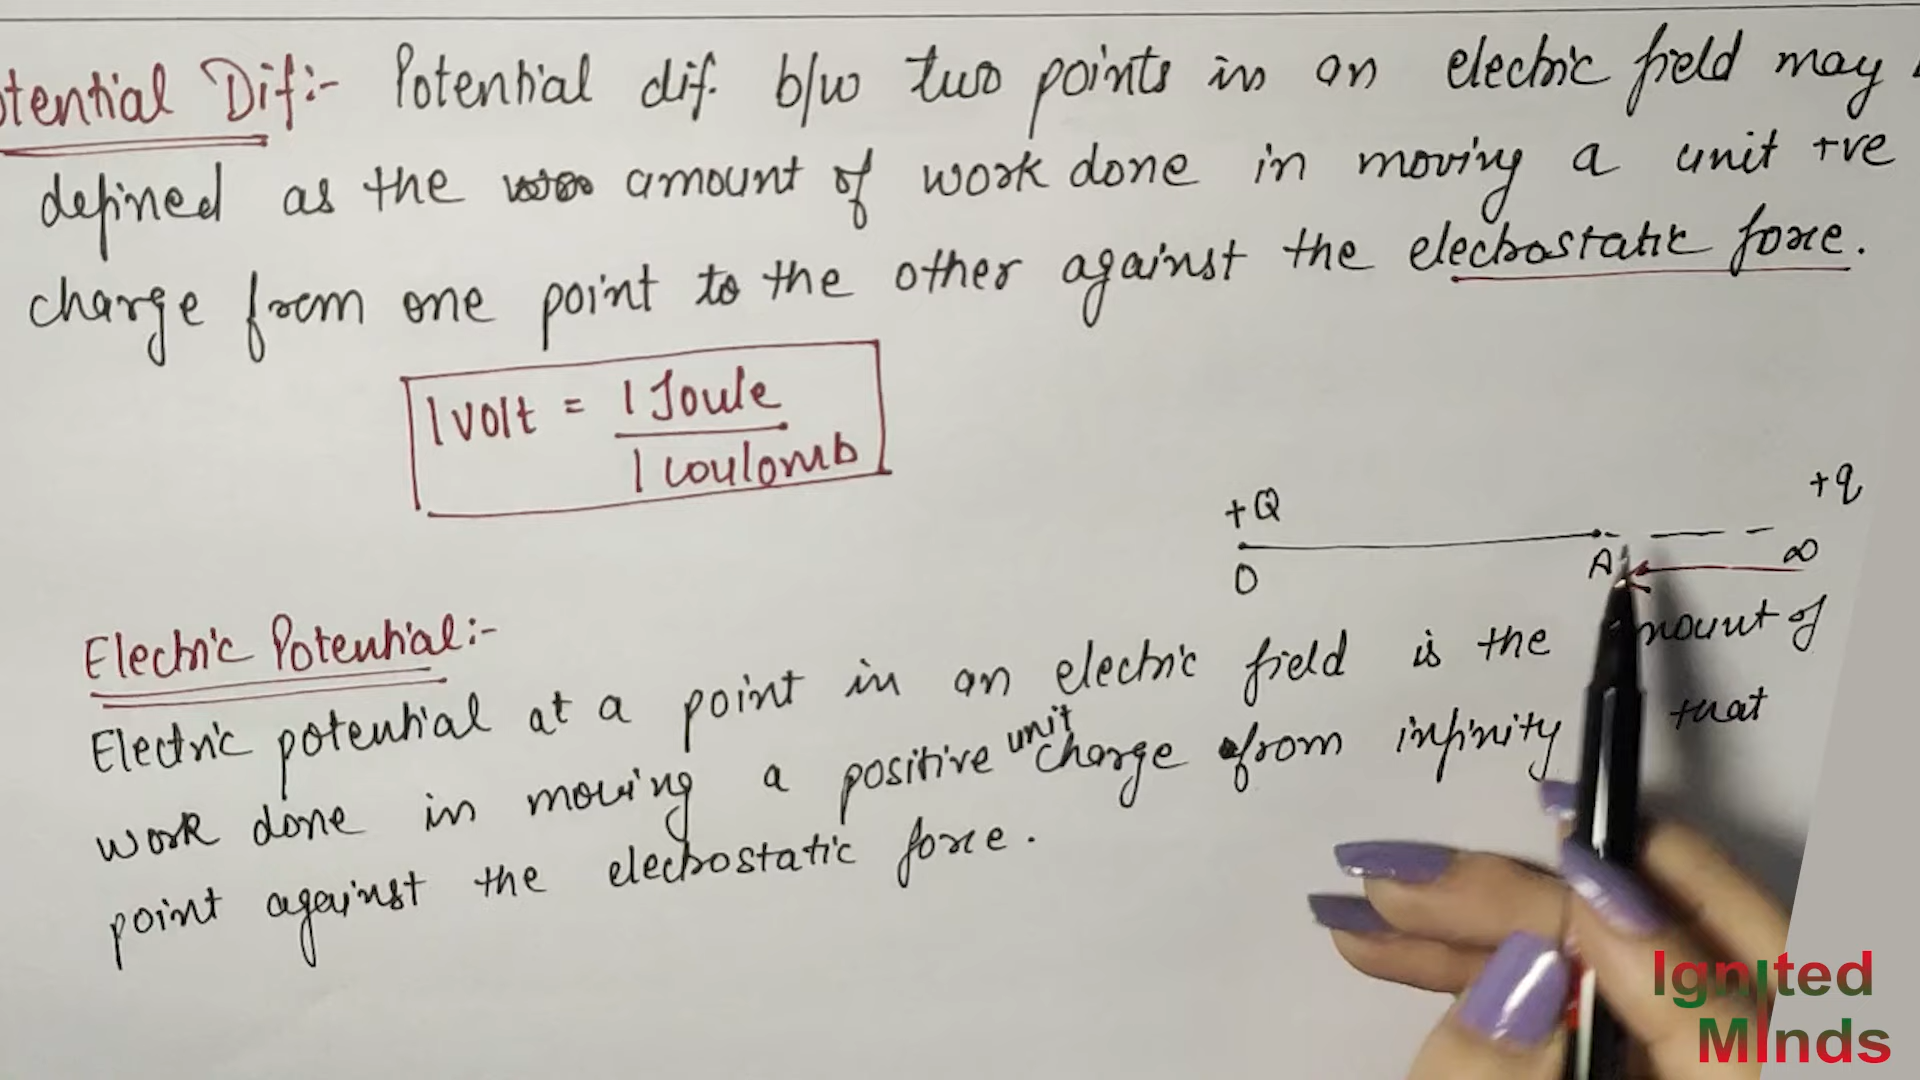 otential Dif:- Potential dif. b/w two points in an electric field may
defined as the amount of work done in moving a unit +ve
charge from one point to the other against the electrostatic force.
1 volt = 1 Joule
1 coulomb
+Q +q
O A ∞
Electric Potential:-
Electric potential at a point in an electric field is the mount of
work done in moving a positive unit charge from infinity that
point against the electrostatic force.
Ignited
Minds